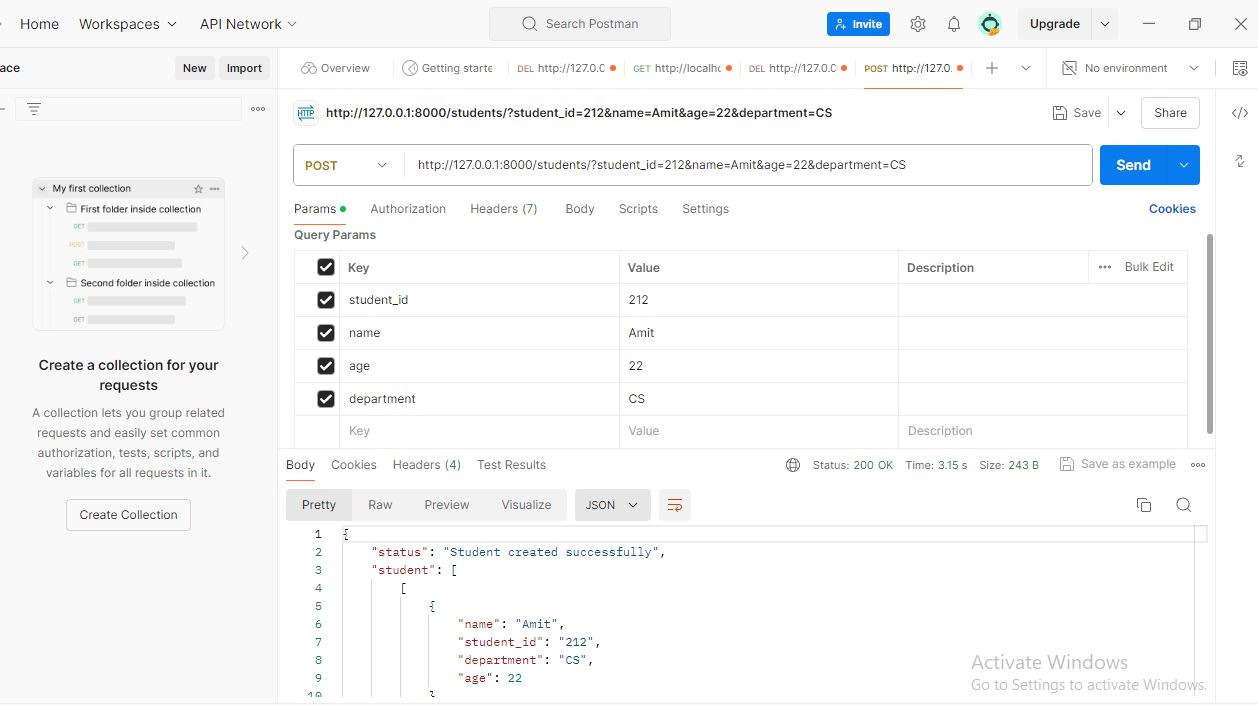 Home Workspaces API Network Search Postman Invite Upgrade
ace New Import Overview Getting starte DEL http://127.0.0 GET http://localhc DEL http://127.0.0 POST http://127.0. No environment
HTTP http://127.0.0.1:8000/students/?student_id=212&name=Amit&age=22&department=CS Save Share
POST http://127.0.0.1:8000/students/?student_id=212&name=Amit&age=22&department=CS Send
Params Authorization Headers (7) Body Scripts Settings Cookies
Query Params
Key Value Description Bulk Edit
student_id 212
name Amit
age 22
department CS
Key Value Description
My first collection
First folder inside collection
GET
POST
GET
Second folder inside collection
GET
GET
Create a collection for your
requests
A collection lets you group related
requests and easily set common
authorization, tests, scripts, and
variables for all requests in it.
Create Collection
Body Cookies Headers (4) Test Results Status: 200 OK Time: 3.15 s Size: 243 B Save as example
Pretty Raw Preview Visualize JSON
1 {
2 "status": "Student created successfully",
3 "student": [
4 [
5 {
6 "name": "Amit",
7 "student_id": "212",
8 "department": "CS",
9 "age": 22
10 }
Activate Windows
Go to Settings to activate Windows.